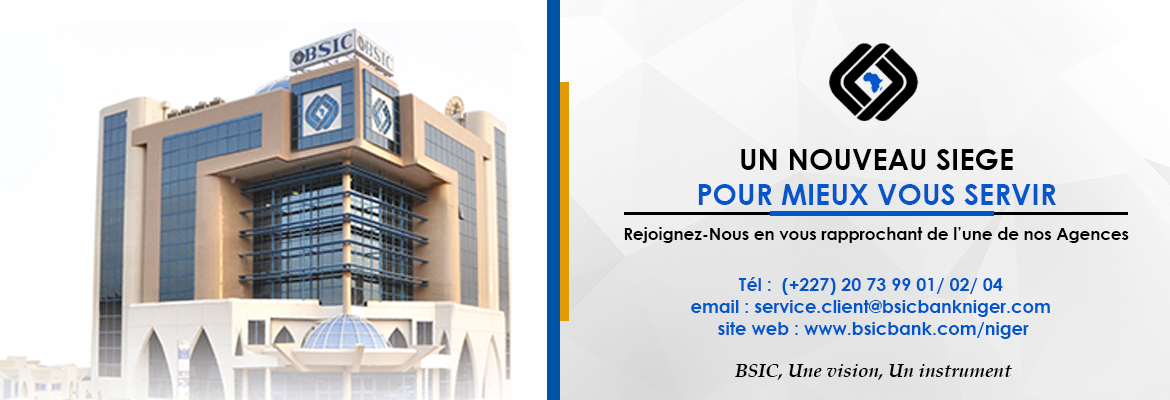 BSIC
BSIC
UN NOUVEAU SIEGE
POUR MIEUX VOUS SERVIR
Rejoignez-Nous en vous rapprochant de l'une de nos Agences
Tél :  (+227) 20 73 99 01/ 02/ 04
email : service.client@bsicbankniger.com
site web : www.bsicbank.com/niger
BSIC, Une vision, Un instrument